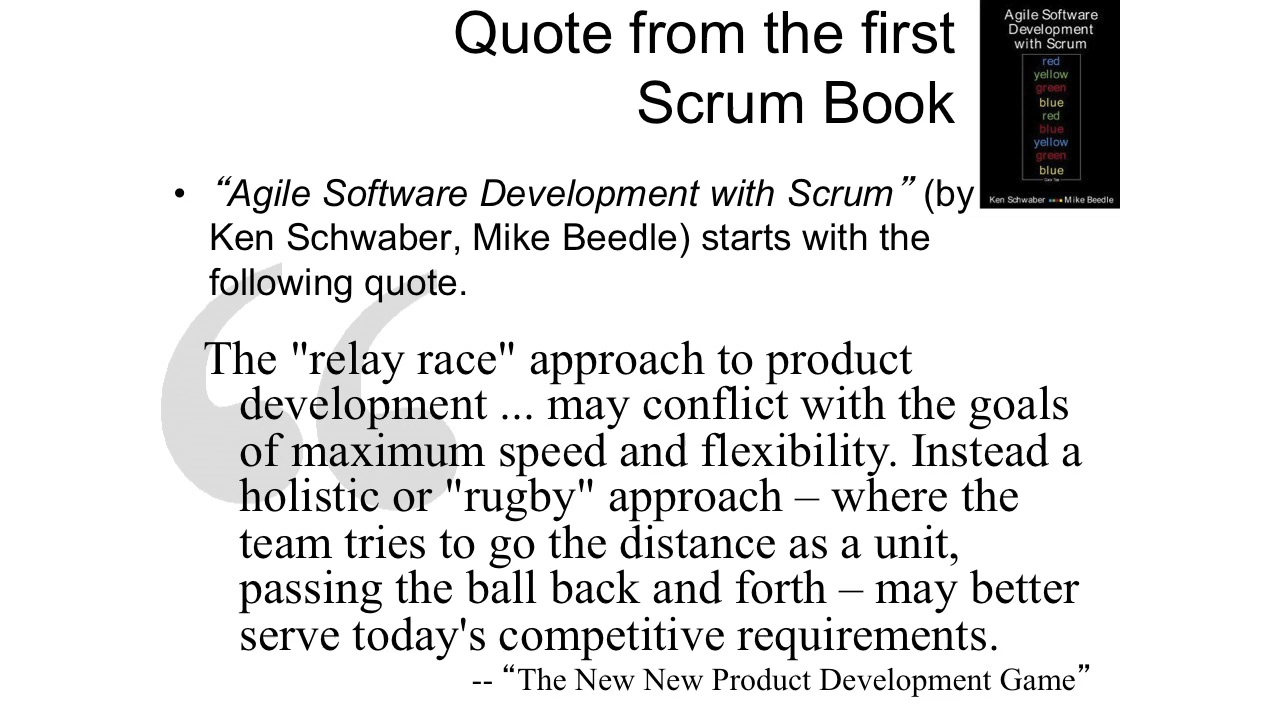 Quote from the first
Scrum Book
Agile Software
Development
with Scrum
red
yellow
green
blue
red
blue
yellow
green
blue
Ken Schwaber Mike Beedle
• “Agile Software Development with Scrum” (by
Ken Schwaber, Mike Beedle) starts with the
following quote.
The "relay race" approach to product
development ... may conflict with the goals
of maximum speed and flexibility. Instead a
holistic or "rugby" approach – where the
team tries to go the distance as a unit,
passing the ball back and forth – may better
serve today's competitive requirements.
-- “The New New Product Development Game”